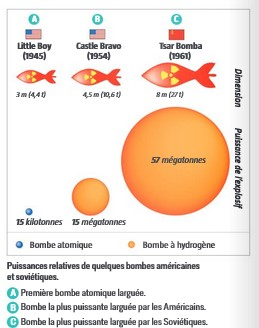 A B C
Little Boy Castle Bravo Tsar Bomba
(1945) (1954) (1961)
3 m (4,4 t) 4,5 m (10,6 t) 8 m (27 t)
Dimension
Puissance de l'explosif
57 mégatonnes
15 kilotonnes 15 mégatonnes
Bombe atomique Bombe à hydrogène
Puissances relatives de quelques bombes américaines
et soviétiques.
A Première bombe atomique larguée.
B Bombe la plus puissante larguée par les Américains.
C Bombe la plus puissante larguée par les Soviétiques.